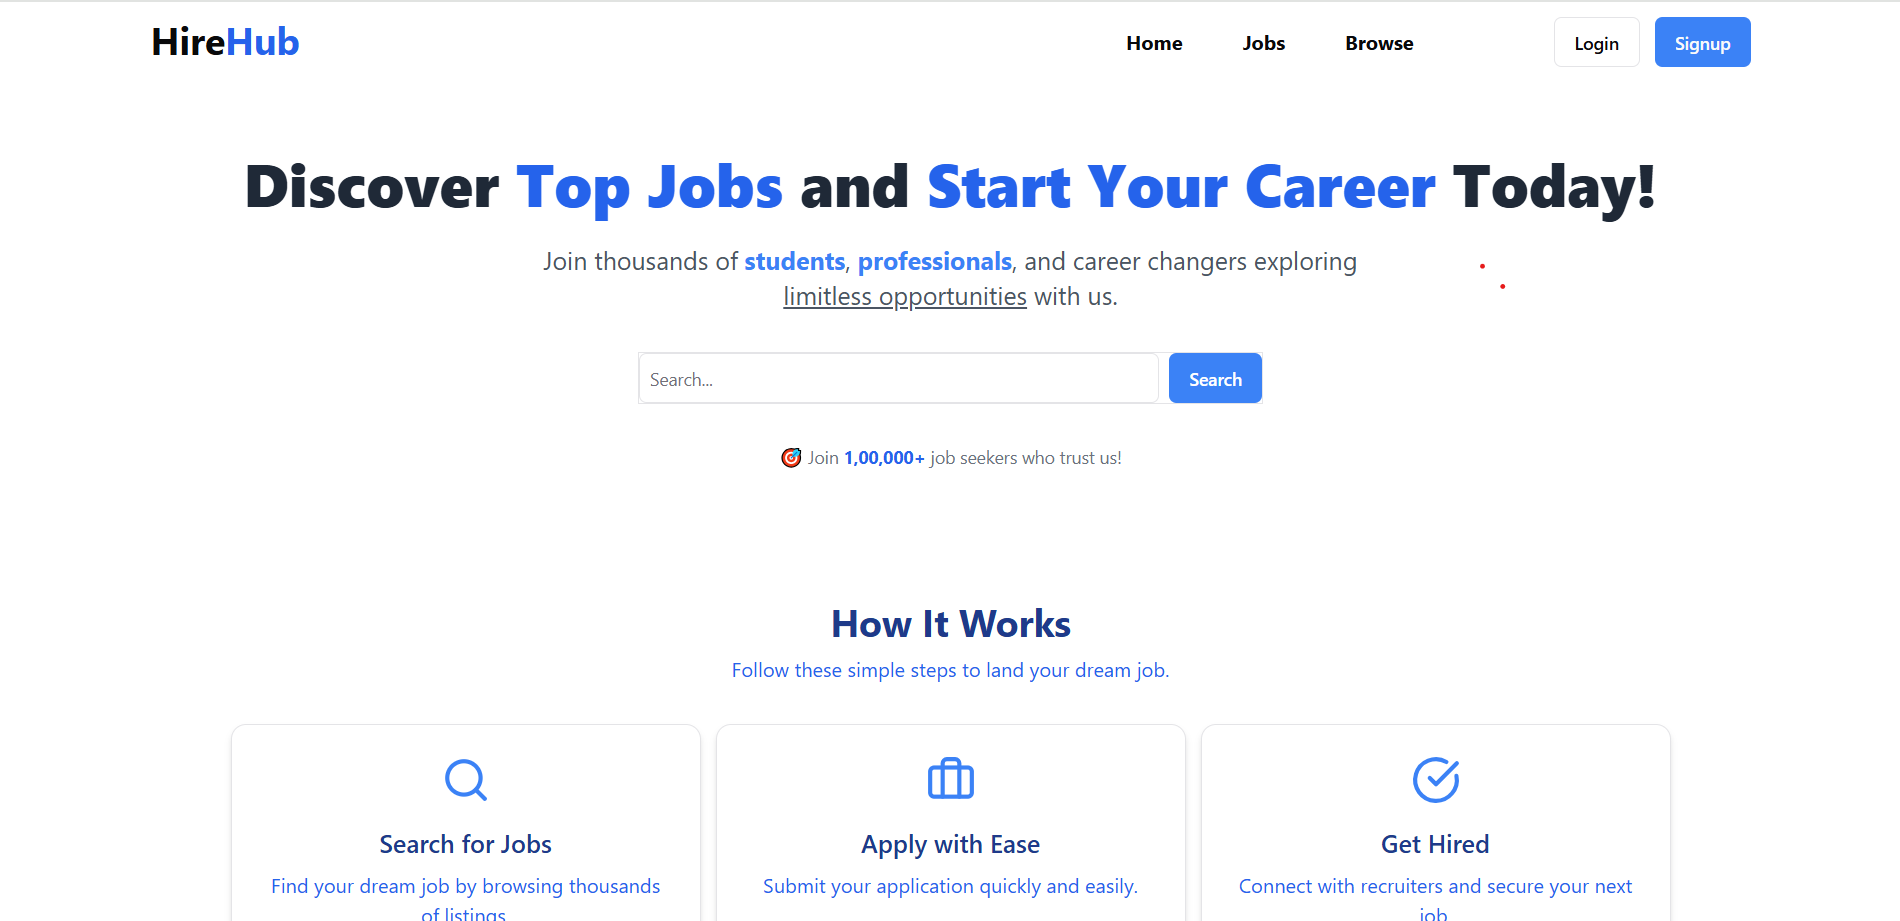 HireHub
Home Jobs Browse Login Signup
Discover Top Jobs and Start Your Career Today!
Join thousands of students, professionals, and career changers exploring
limitless opportunities with us.
Search... Search
🎯 Join 1,00,000+ job seekers who trust us!
How It Works
Follow these simple steps to land your dream job.
Search for Jobs
Find your dream job by browsing thousands
of listings.
Apply with Ease
Submit your application quickly and easily.
Get Hired
Connect with recruiters and secure your next
job.